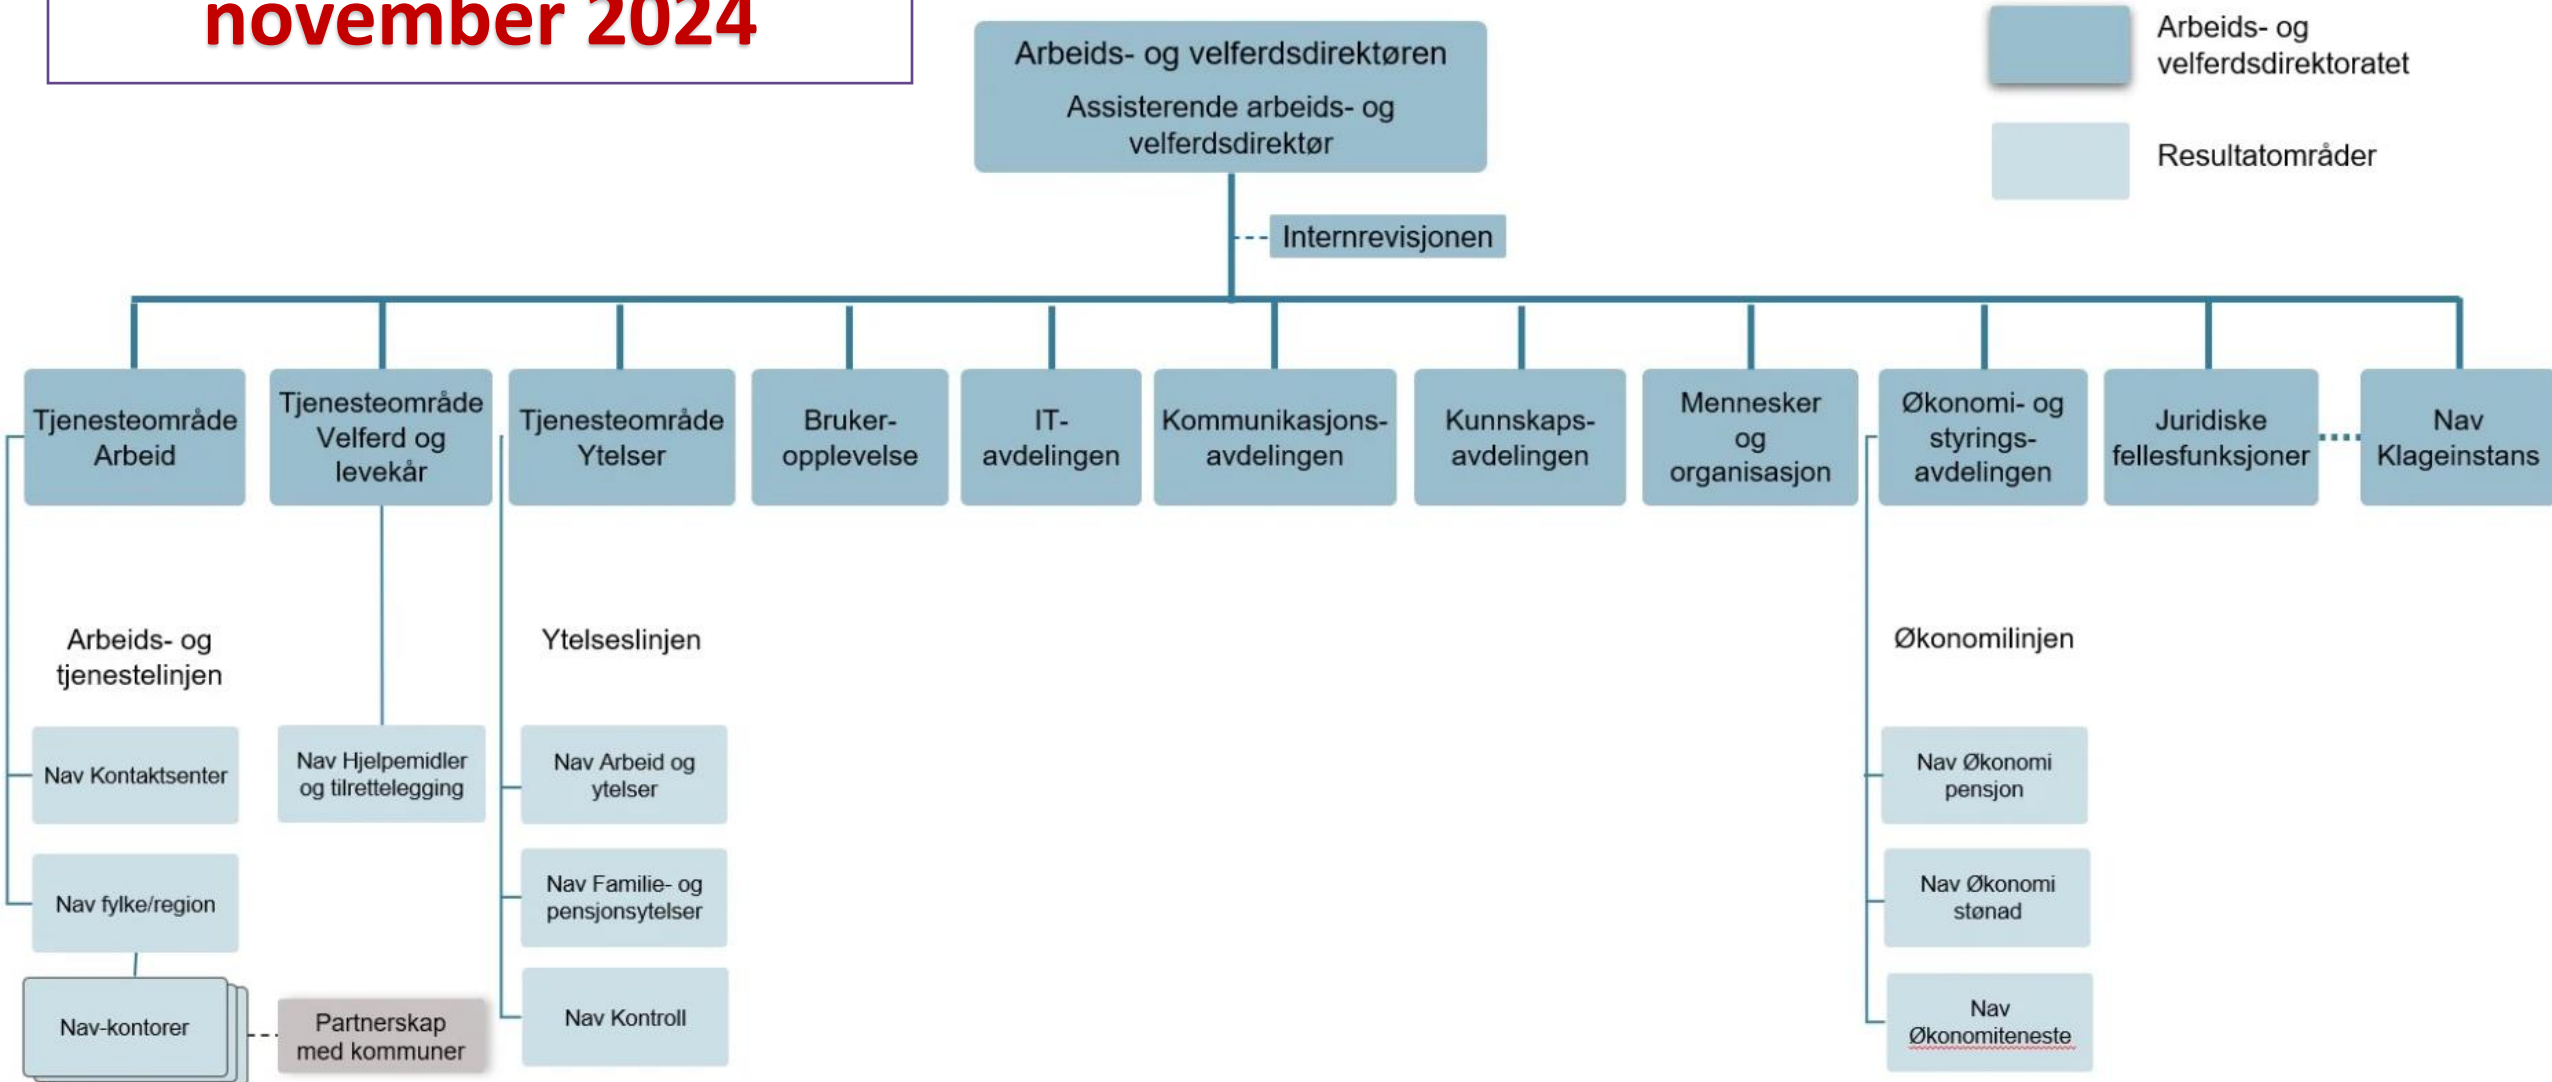 november 2024
Arbeids- og velferdsdirektøren
Assisterende arbeids- og
velferdsdirektør
Arbeids- og
velferdsdirektoratet
Resultatområder
Internrevisjonen
Tjenesteområde
Arbeid
Tjenesteområde
Velferd og
levekår
Tjenesteområde
Ytelser
Bruker-
opplevelse
IT-
avdelingen
Kommunikasjons-
avdelingen
Kunnskaps-
avdelingen
Mennesker
og
organisasjon
Økonomi- og
styrings-
avdelingen
Juridiske
fellesfunksjoner
Nav
Klageinstans
Arbeids- og
tjenestelinjen
Ytelseslinjen
Økonomilinjen
Nav Kontaktsenter
Nav Hjelpemidler
og tilrettelegging
Nav Arbeid og
ytelser
Nav Økonomi
pensjon
Nav fylke/region
Nav Familie- og
pensjonsytelser
Nav Økonomi
stønad
Nav-kontorer
Partnerskap
med kommuner
Nav Kontroll
Nav
Økonomiteneste